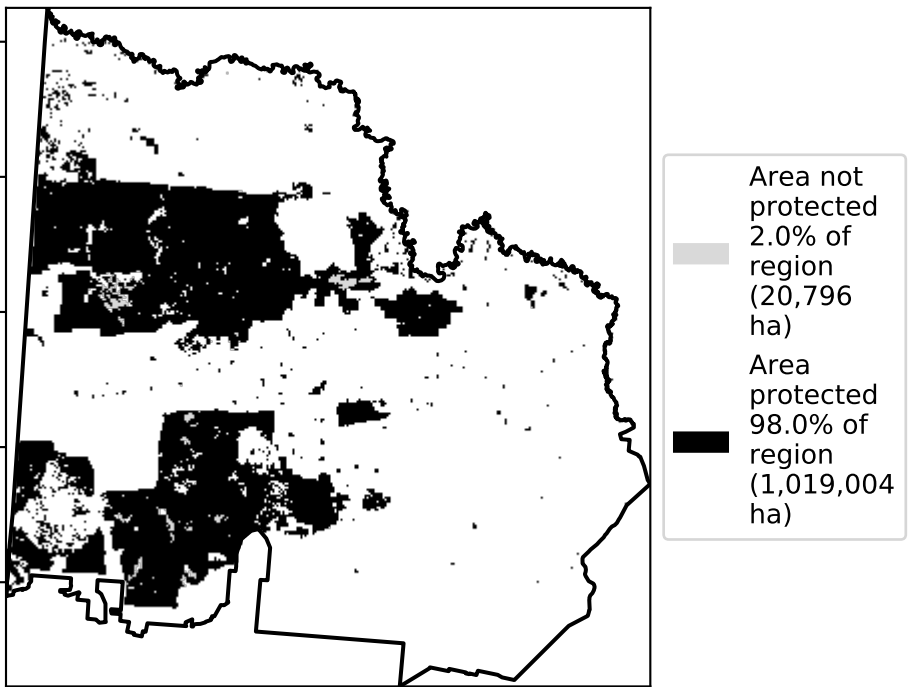 Area not
protected
2.0% of
region
(20,796
ha)
Area
protected
98.0% of
region
(1,019,004
ha)